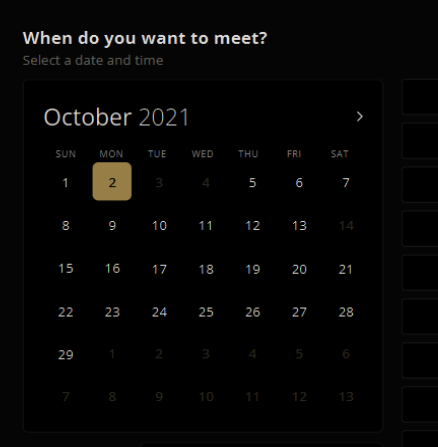 When do you want to meet?
Select a date and time
October 2021 >
SUN MON TUE WED THU FRI SAT
1 2 3 4 5 6 7
8 9 10 11 12 13 14
15 16 17 18 19 20 21
22 23 24 25 26 27 28
29 1 2 3 4 5 6
7 8 9 10 11 12 13